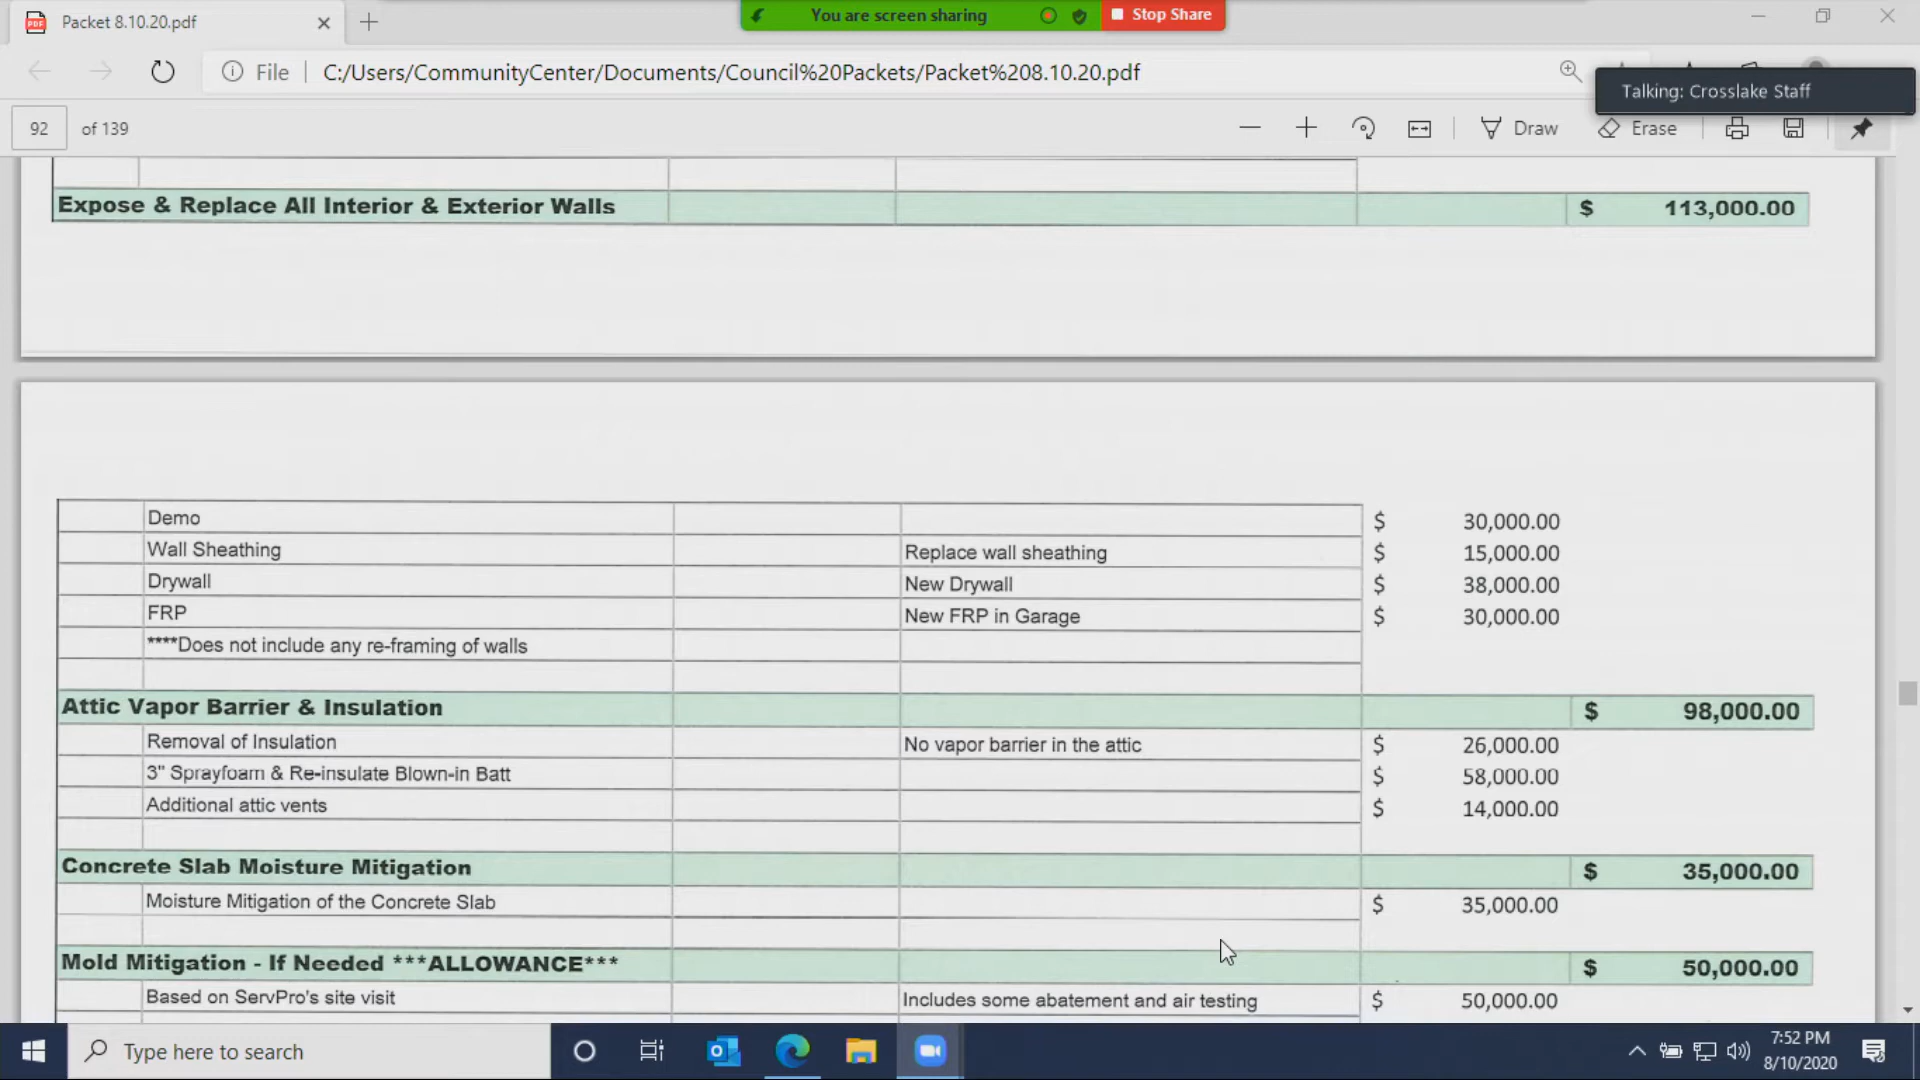 Packet 8.10.20.pdf
You are screen sharing
Stop Share
File C:/Users/CommunityCenter/Documents/Council%20Packets/Packet%208.10.20.pdf
Talking: Crosslake Staff
92 of 139
Draw
Erase
Expose & Replace All Interior & Exterior Walls $ 113,000.00
Demo $ 30,000.00
Wall Sheathing Replace wall sheathing $ 15,000.00
Drywall New Drywall $ 38,000.00
FRP New FRP in Garage $ 30,000.00
****Does not include any re-framing of walls
Attic Vapor Barrier & Insulation $ 98,000.00
Removal of Insulation No vapor barrier in the attic $ 26,000.00
3" Sprayfoam & Re-insulate Blown-in Batt $ 58,000.00
Additional attic vents $ 14,000.00
Concrete Slab Moisture Mitigation $ 35,000.00
Moisture Mitigation of the Concrete Slab $ 35,000.00
Mold Mitigation - If Needed ***ALLOWANCE*** $ 50,000.00
Based on ServPro's site visit Includes some abatement and air testing $ 50,000.00
Type here to search
7:52 PM
8/10/2020